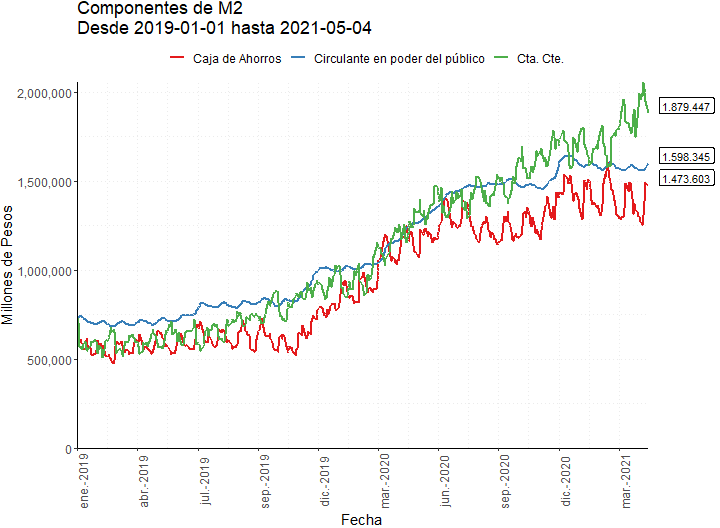 Componentes de M2
Desde 2019-01-01 hasta 2021-05-04
Caja de Ahorros Circulante en poder del público Cta. Cte.
Millones de Pesos
2,000,000
1,500,000
1,000,000
500,000
0
1.879.447
1.598.345
1.473.603
ene.-2019 abr.-2019 jul.-2019 sep.-2019 dic.-2019 mar.-2020 jun.-2020 sep.-2020 dic.-2020 mar.-2021
Fecha